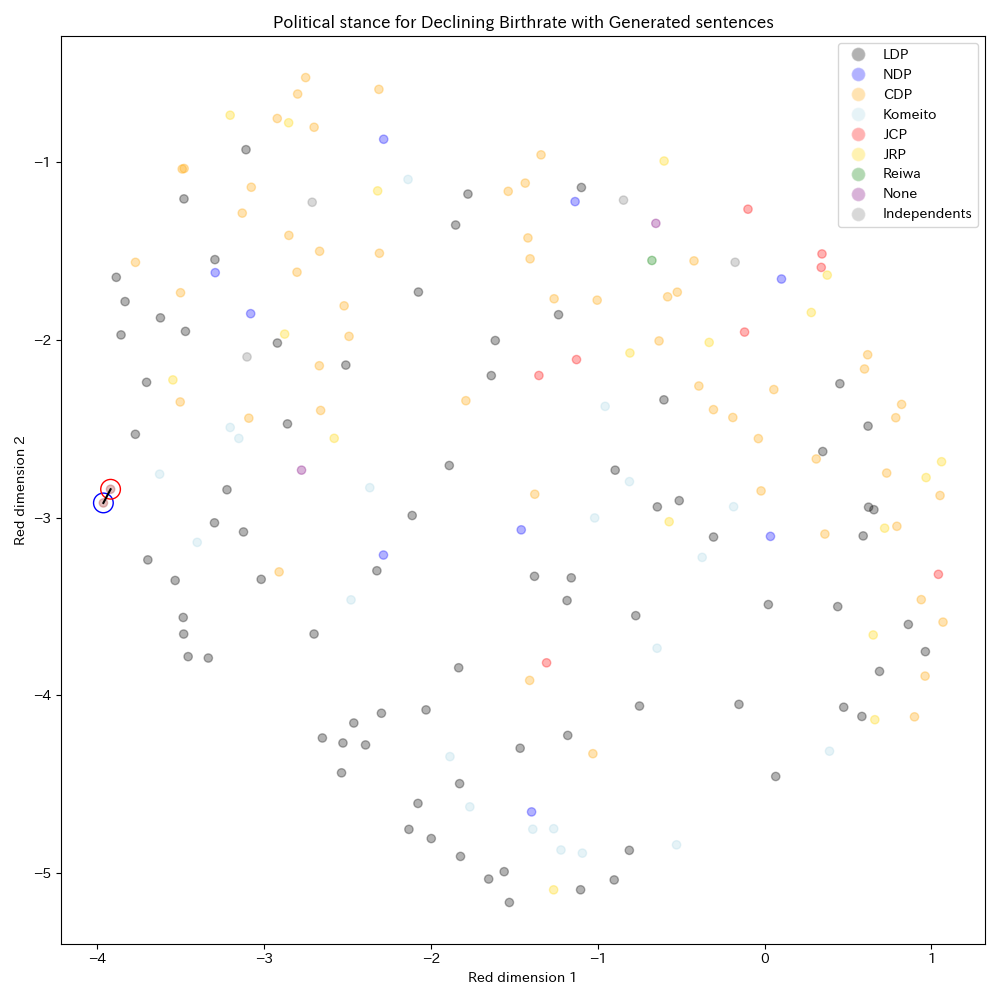 Political stance for Declining Birthrate with Generated sentences
LDP
NDP
CDP
Komeito
JCP
JRP
Reiwa
None
Independents
Red dimension 2
−1
−2
−3
−4
−5
−4
−3
−2
−1
0
1
Red dimension 1